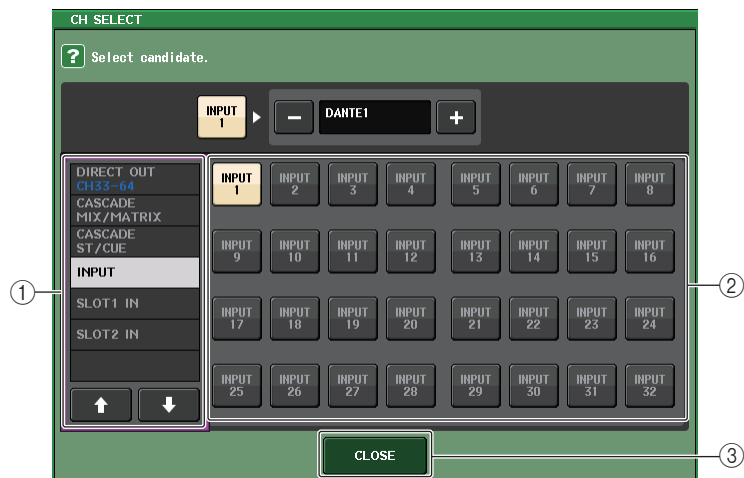 CH SELECT
? Select candidate.
INPUT
1
−
DANTE1
+
DIRECT OUT
CH33-64
CASCADE
MIX/MATRIX
CASCADE
ST/CUE
INPUT
SLOT1 IN
SLOT2 IN
①
INPUT INPUT INPUT INPUT INPUT INPUT INPUT INPUT
1 2 3 4 5 6 7 8
INPUT INPUT INPUT INPUT INPUT INPUT INPUT INPUT
9 10 11 12 13 14 15 16
INPUT INPUT INPUT INPUT INPUT INPUT INPUT INPUT
17 18 19 20 21 22 23 24
INPUT INPUT INPUT INPUT INPUT INPUT INPUT INPUT
25 26 27 28 29 30 31 32
②
CLOSE
③